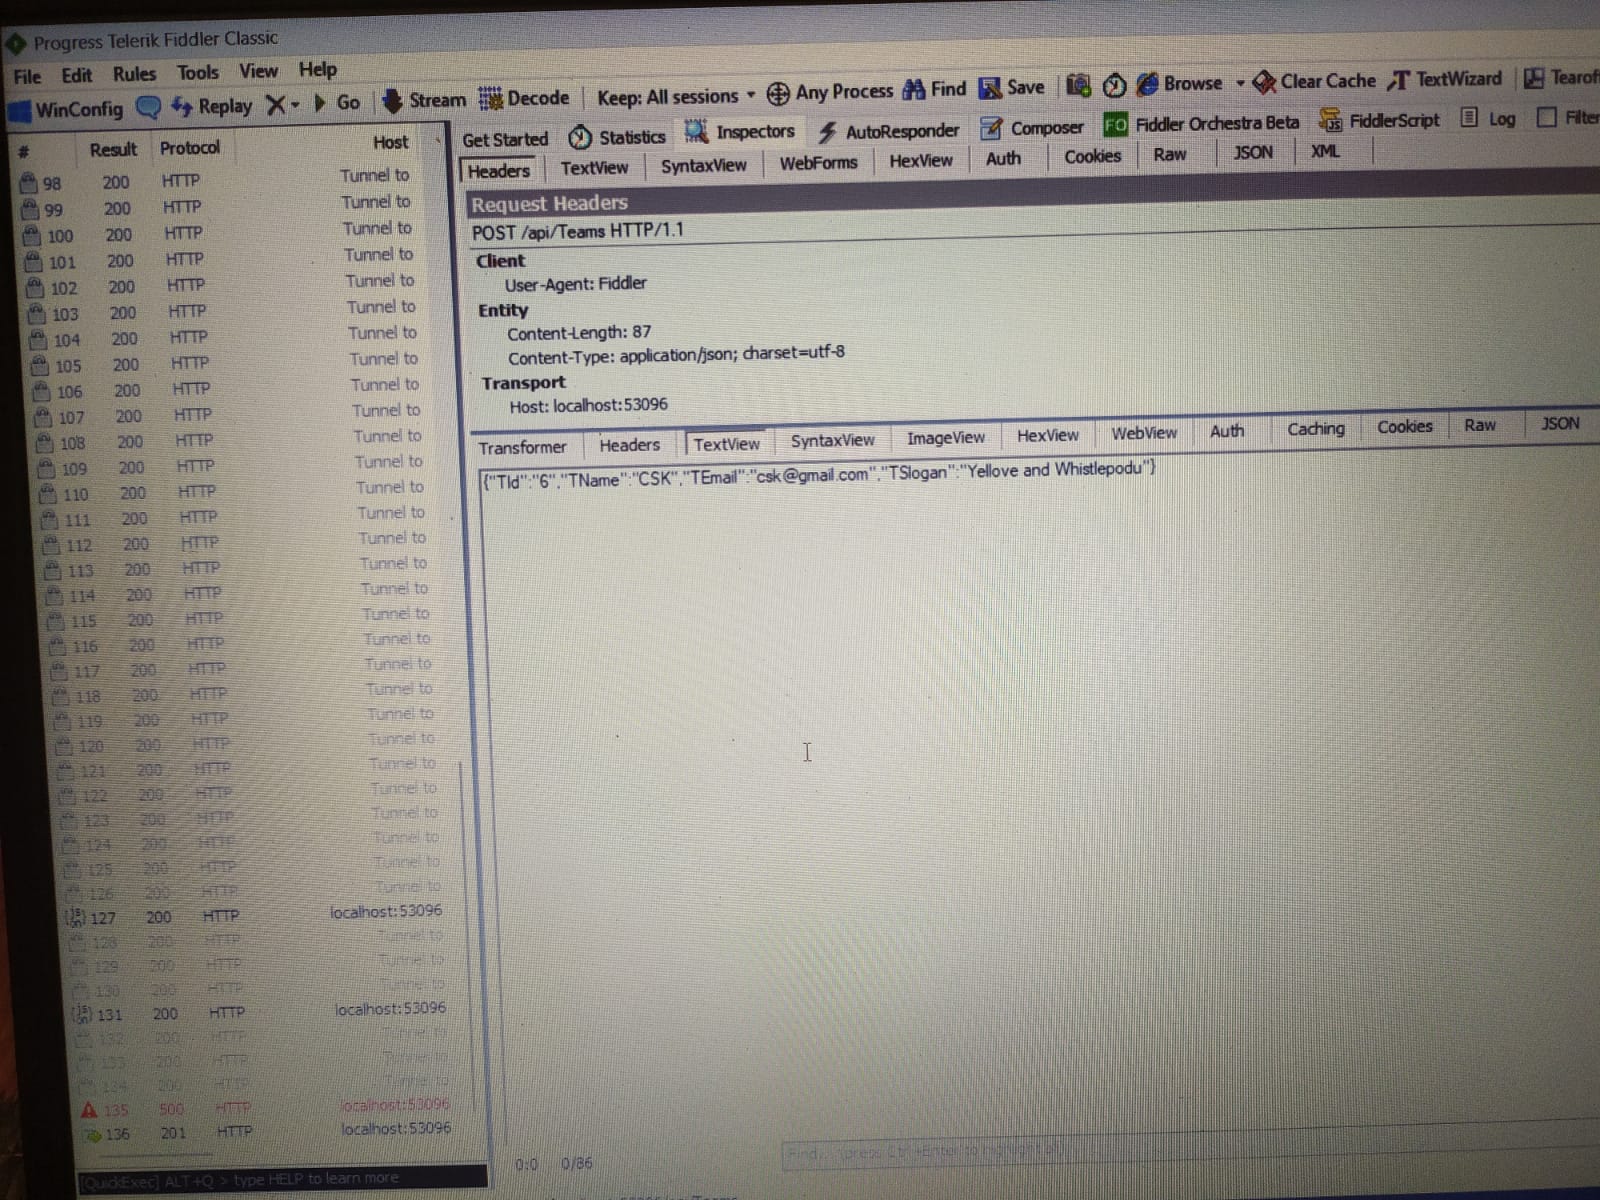 Progress Telerik Fiddler Classic
File Edit Rules Tools View Help
WinConfig Replay Go Stream Decode Keep: All sessions Any Process Find Save Browse Clear Cache TextWizard Tearoff
Get Started Statistics Inspectors AutoResponder Composer FO Fiddler Orchestra Beta FiddlerScript Log Filters
# Result Protocol Host
Headers TextView SyntaxView WebForms HexView Auth Cookies Raw JSON XML
Request Headers
POST /api/Teams HTTP/1.1
Client
User-Agent: Fiddler
Entity
Content-Length: 87
Content-Type: application/json; charset=utf-8
Transport
Host: localhost:53096
Transformer Headers TextView SyntaxView ImageView HexView WebView Auth Caching Cookies Raw JSON
{"TId":"6","TName":"CSK","TEmail":"csk@gmail.com","TSlogan":"Yellove and Whistlepodu"}
98 200 HTTP Tunnel to
99 200 HTTP Tunnel to
100 200 HTTP Tunnel to
101 200 HTTP Tunnel to
102 200 HTTP Tunnel to
103 200 HTTP Tunnel to
104 200 HTTP Tunnel to
105 200 HTTP Tunnel to
106 200 HTTP Tunnel to
107 200 HTTP Tunnel to
108 200 HTTP Tunnel to
109 200 HTTP Tunnel to
110 200 HTTP Tunnel to
111 200 HTTP Tunnel to
112 200 HTTP Tunnel to
113 200 HTTP Tunnel to
114 200 HTTP Tunnel to
115 200 HTTP Tunnel to
116 200 HTTP Tunnel to
117 200 HTTP Tunnel to
118 200 HTTP Tunnel to
119 200 HTTP Tunnel to
120 200 HTTP Tunnel to
121 200 HTTP Tunnel to
122 200 HTTP Tunnel to
123 200 HTTP Tunnel to
124 200 HTTP Tunnel to
125 200 HTTP Tunnel to
126 200 HTTP Tunnel to
127 200 HTTP localhost:53096
128 200 HTTP Tunnel to
129 200 HTTP Tunnel to
130 200 HTTP Tunnel to
131 200 HTTP localhost:53096
132 200 HTTP Tunnel to
133 200 HTTP Tunnel to
134 200 HTTP Tunnel to
135 500 HTTP localhost:53096
136 201 HTTP localhost:53096
0:0 0/86 Find... (press Ctrl+Enter to highlight all)
[QuickExec] ALT+Q > type HELP to learn more